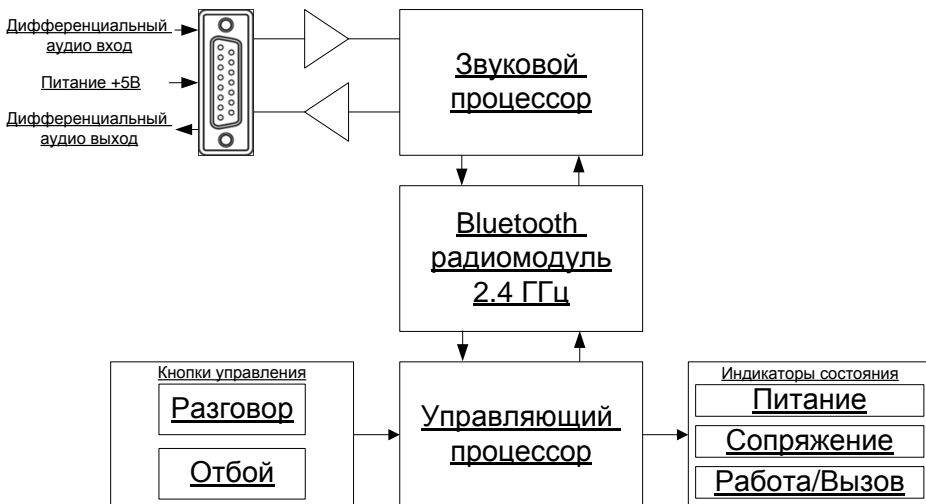 Дифференциальный
аудио вход
Питание +5В
Дифференциальный
аудио выход
Звуковой
процессор
Bluetooth
радиомодуль
2.4 ГГц
Кнопки управления
Разговор
Отбой
Управляющий
процессор
Индикаторы состояния
Питание
Сопряжение
Работа/Вызов